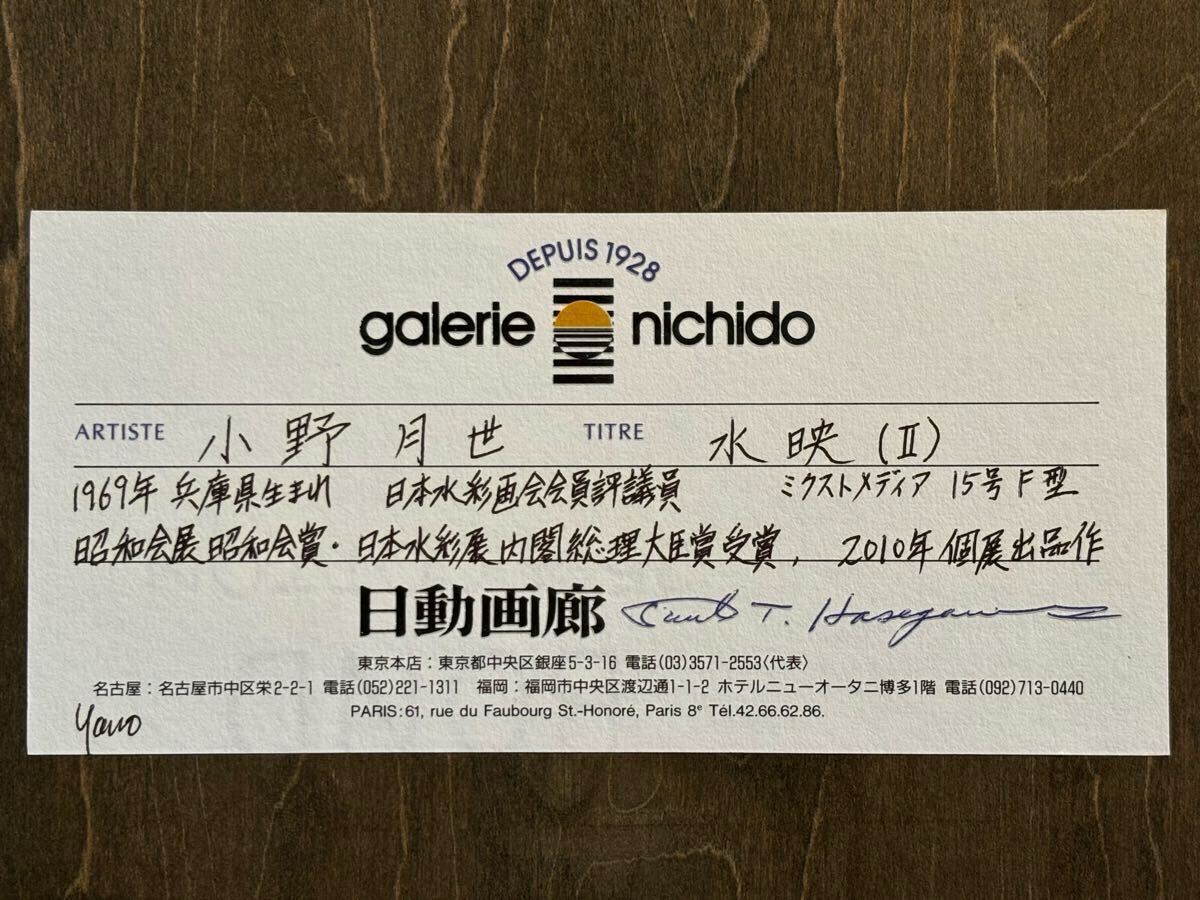 DEPUIS 1928
galerie nichido
ARTISTE 小野月世 TITRE 水映(Ⅱ)
1969年 兵庫県生まれ 日本水彩画会会員評議員 ミクストメディア 15号F型
昭和会展昭和会賞・日本水彩展内閣総理大臣賞受賞, 2010年個展出品作
日動画廊 T. Hasegawa
東京本店:東京都中央区銀座5-3-16 電話(03)3571-2553〈代表〉
名古屋:名古屋市中区栄2-2-1 電話(052)221-1311 福岡:福岡市中央区渡辺通1-1-2 ホテルニューオータニ博多1階 電話(092)713-0440
PARIS:61, rue du Faubourg St.-Honoré, Paris 8e Tél.42.66.62.86.
Yano